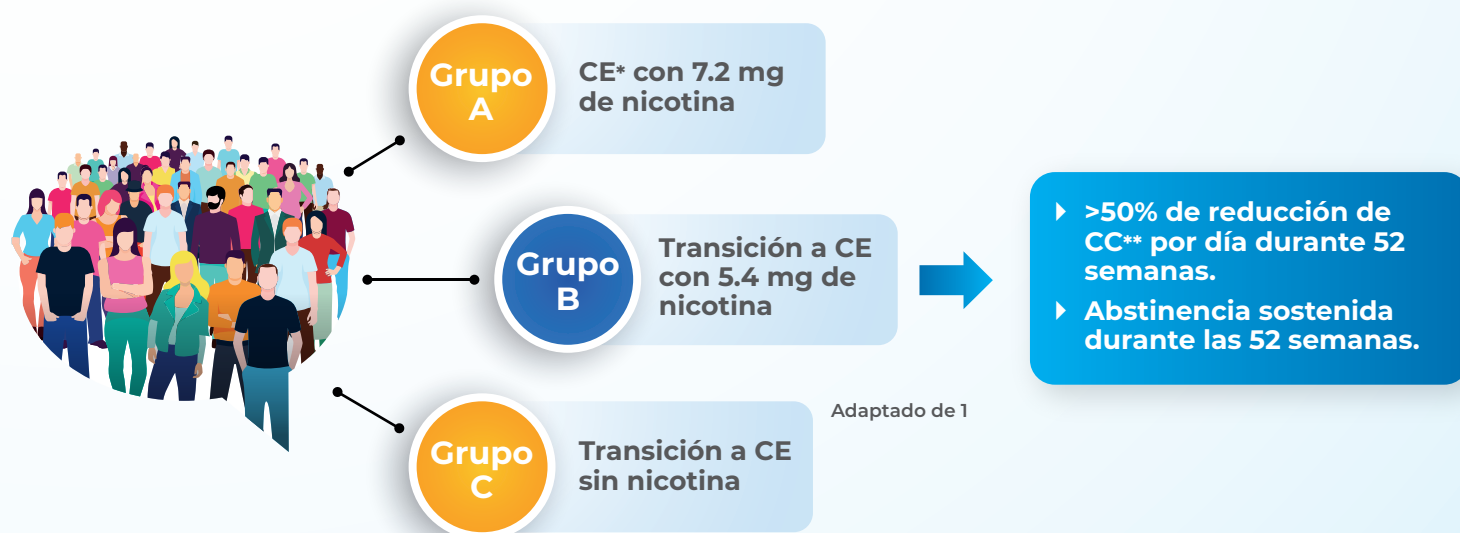 Grupo
A
CE* con 7.2 mg
de nicotina
Grupo
B
Transición a CE
con 5.4 mg de
nicotina
Grupo
C
Transición a CE
sin nicotina
Adaptado de 1
>50% de reducción de
CC** por día durante 52
semanas.
Abstinencia sostenida
durante las 52 semanas.